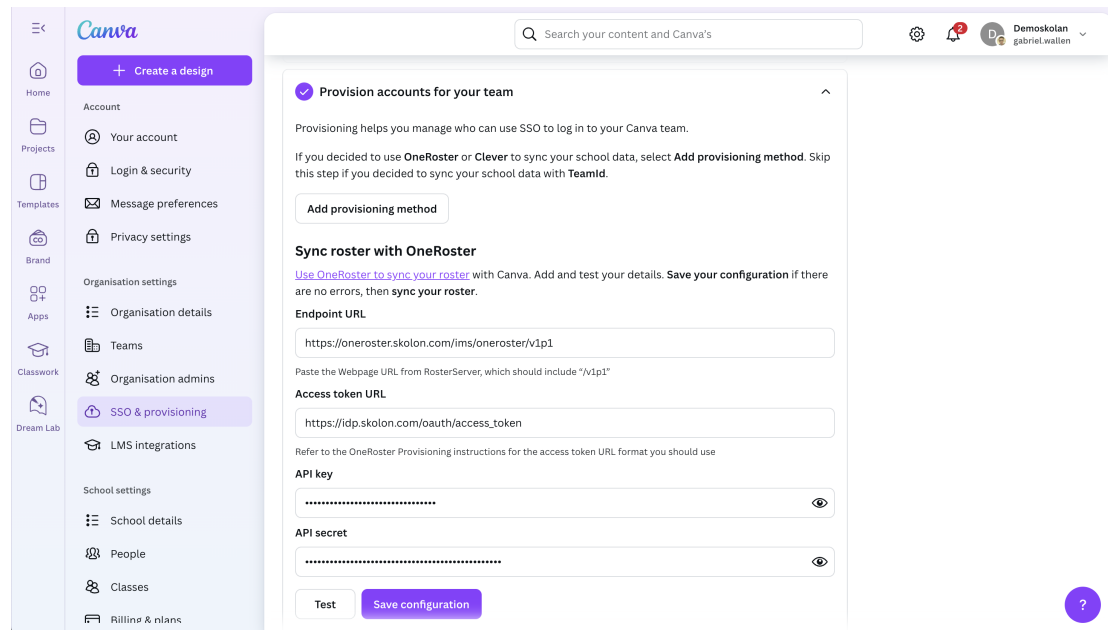 Canva
Search your content and Canva's
2
D
Demoskolan
gabriel.wallen
Home
Projects
Templates
Brand
Apps
Classwork
Dream Lab
Create a design
Account
Your account
Login & security
Message preferences
Privacy settings
Organisation settings
Organisation details
Teams
Organisation admins
SSO & provisioning
LMS integrations
School settings
School details
People
Classes
Billing & plans
Provision accounts for your team
Provisioning helps you manage who can use SSO to log in to your Canva team.
If you decided to use OneRoster or Clever to sync your school data, select Add provisioning method. Skip
this step if you decided to sync your school data with TeamId.
Add provisioning method
Sync roster with OneRoster
Use OneRoster to sync your roster with Canva. Add and test your details. Save your configuration if there
are no errors, then sync your roster.
Endpoint URL
https://oneroster.skolon.com/ims/oneroster/v1p1
Paste the Webpage URL from RosterServer, which should include “/v1p1”
Access token URL
https://idp.skolon.com/oauth/access_token
Refer to the OneRoster Provisioning instructions for the access token URL format you should use
API key
API secret
Test
Save configuration
?